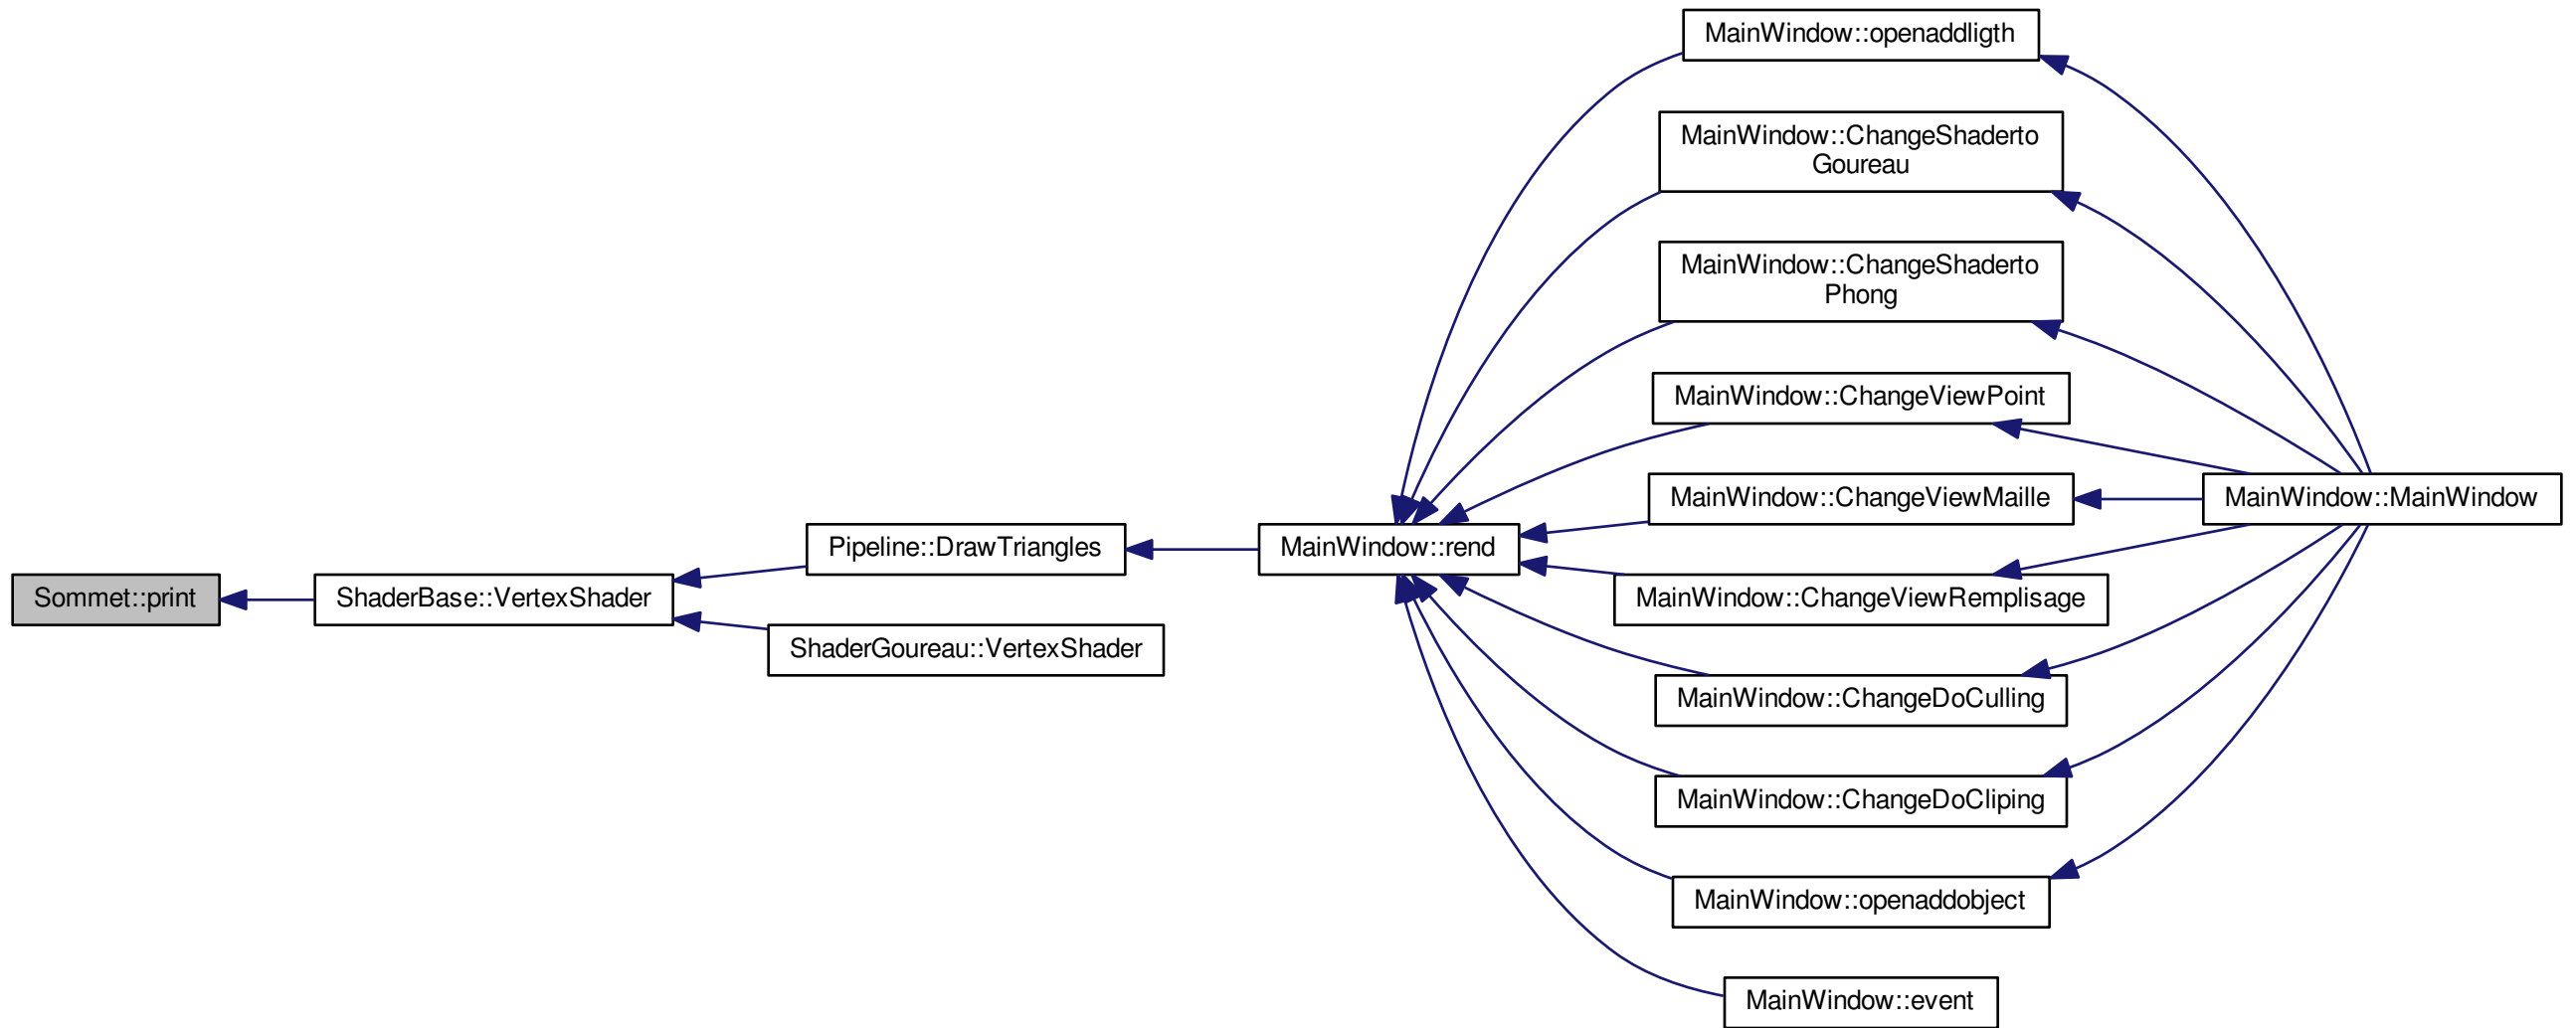 Sommet::print
ShaderBase::VertexShader
Pipeline::DrawTriangles
ShaderGoureau::VertexShader
MainWindow::rend
MainWindow::openaddligth
MainWindow::ChangeShaderto
Goureau
MainWindow::ChangeShaderto
Phong
MainWindow::ChangeViewPoint
MainWindow::ChangeViewMaille
MainWindow::ChangeViewRemplisage
MainWindow::ChangeDoCulling
MainWindow::ChangeDoCliping
MainWindow::openaddobject
MainWindow::event
MainWindow::MainWindow